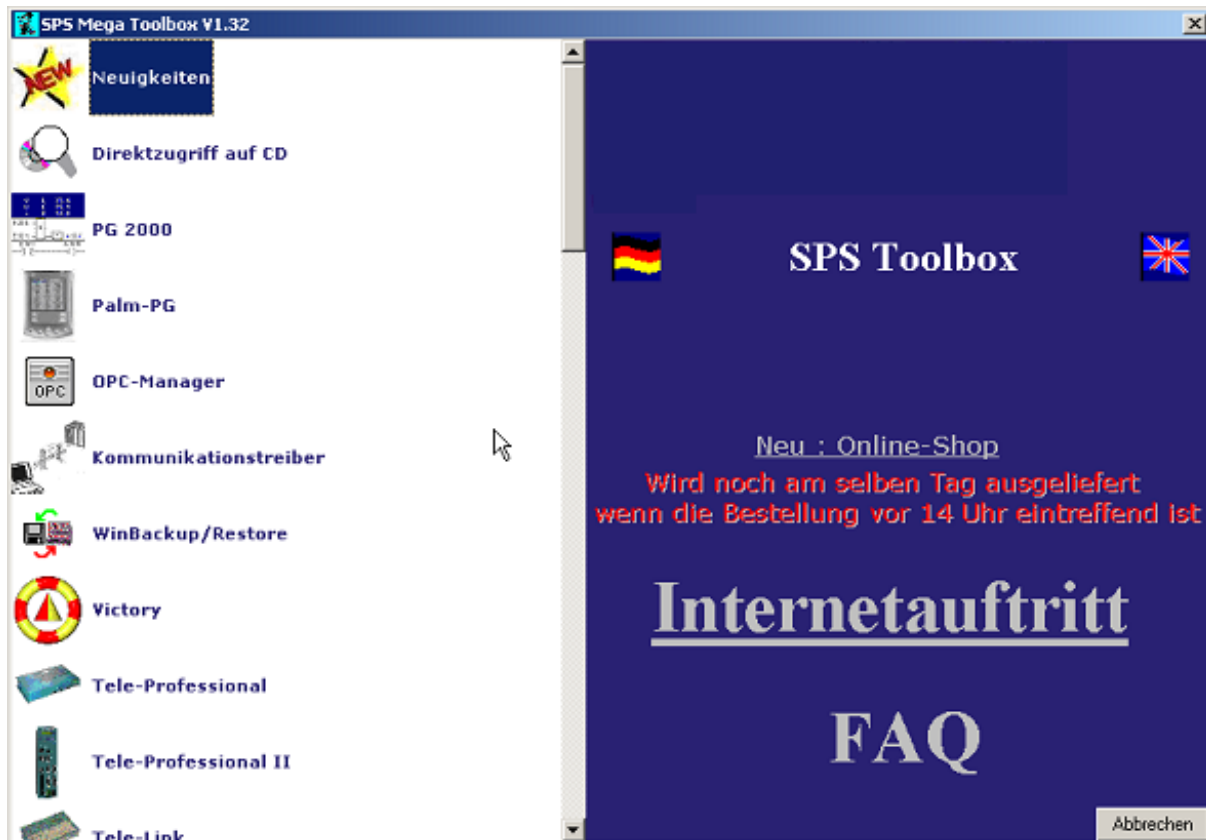 SPS Mega Toolbox V1.32
NEW
Neuigkeiten
Direktzugriff auf CD
PG 2000
Palm-PG
OPC
OPC-Manager
Kommunikationstreiber
WinBackup/Restore
Victory
Tele-Professional
Tele-Professional II
Tele-Link
SPS Toolbox
Neu : Online-Shop
Wird noch am selben Tag ausgeliefert
wenn die Bestellung vor 14 Uhr eintreffend ist
Internetauftritt
FAQ
Abbrechen